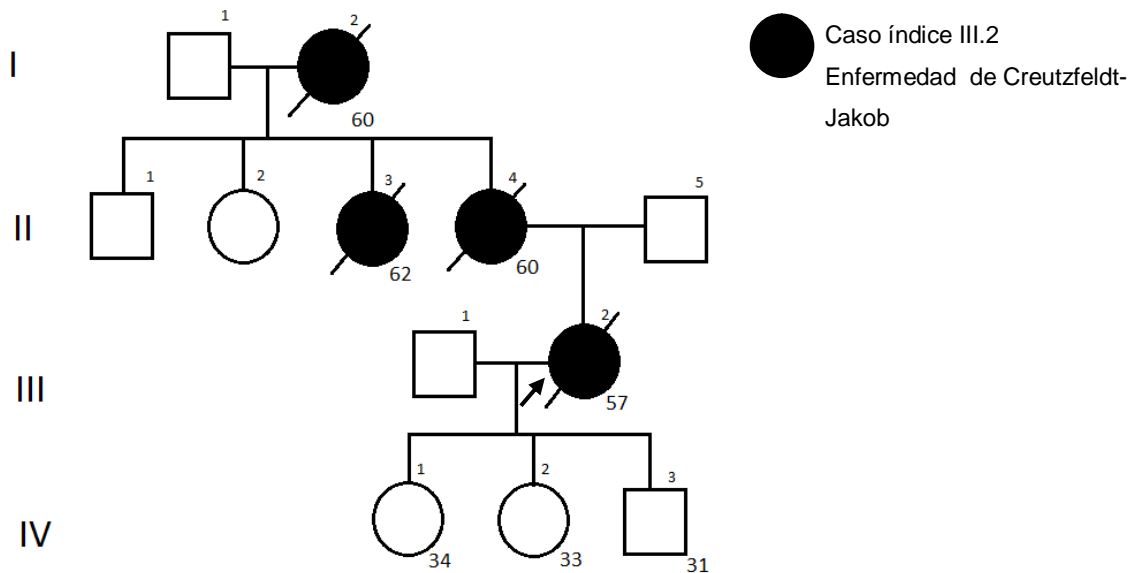 1 2
Caso índice III.2
I
Enfermedad de Creutzfeldt-
Jakob
60
1 2 3 4 5
II
62 60
1 2
III
57
1 2 3
IV
34 33 31